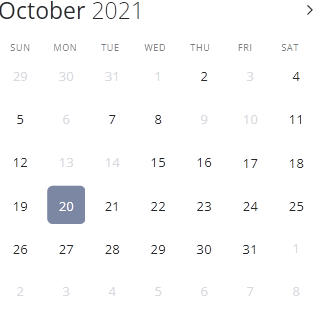 October 2021
SUN MON TUE WED THU FRI SAT
29 30 31 1 2 3 4
5 6 7 8 9 10 11
12 13 14 15 16 17 18
19 20 21 22 23 24 25
26 27 28 29 30 31 1
2 3 4 5 6 7 8